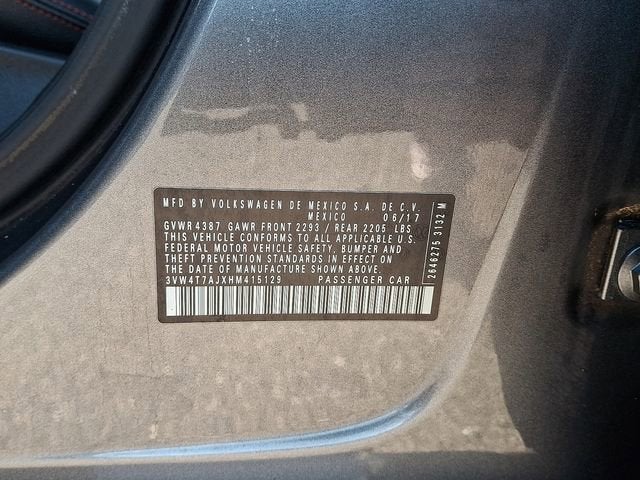 MFD BY VOLKSWAGEN DE MEXICO S.A. DE C.V.
MEXICO 06/17
GVWR 4387 GAWR FRONT 2293 / REAR 2205 LBS
THIS VEHICLE CONFORMS TO ALL APPLICABLE U.S.
FEDERAL MOTOR VEHICLE SAFETY, BUMPER AND
THEFT PREVENTION STANDARDS IN EFFECT ON
THE DATE OF MANUFACTURE SHOWN ABOVE.
3VW4T7AJXHM415129 PASSENGER CAR
2646275 3132 M